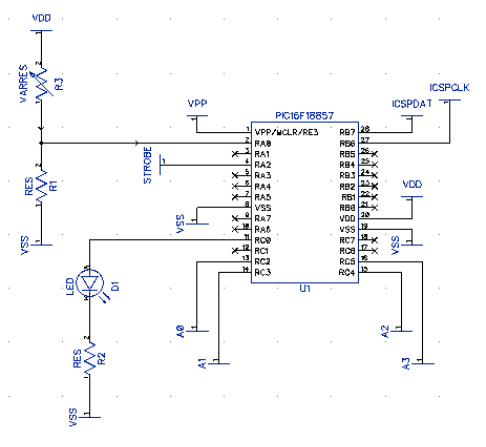 VDD
VARRES
R3
RES
R1
VSS
VPP
STROBE
VSS
PIC16F18857
U1
1 VPP/MCLR/RE3 RB7 28
2 RA0 RB6 27
3 RA1 RB5 26
4 RA2 RB4 25
5 RA3 RB3 24
6 RA4 RB2 23
7 RA5 RB1 22
8 VSS RB0 21
9 RA7 VDD 20
10 RA6 VSS 19
11 RC0 RC7 18
12 RC1 RC6 17
13 RC2 RC5 16
14 RC3 RC4 15
ICSPCLK
ICSPDAT
VDD
VSS
LED
D1
RES
R2
VSS
A0
A1
A2
A3